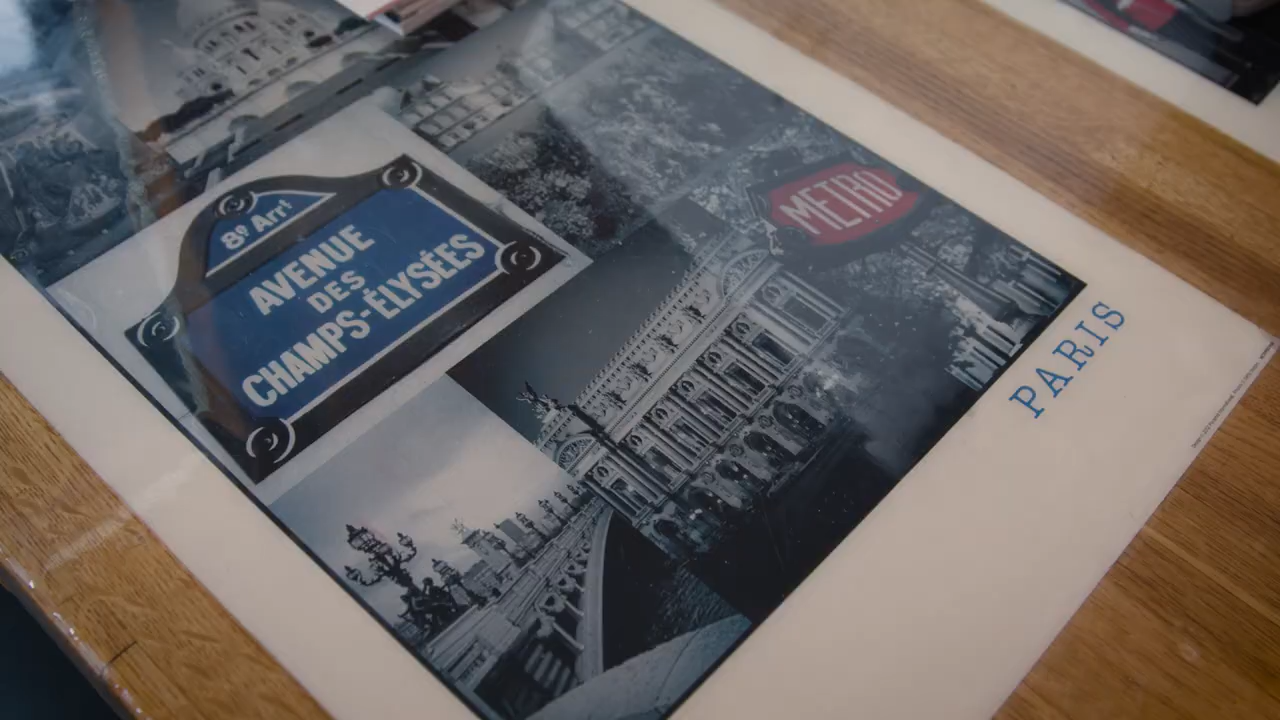 8e Arrt
AVENUE
DES
CHAMPS-ÉLYSÉES
METRO
PARIS